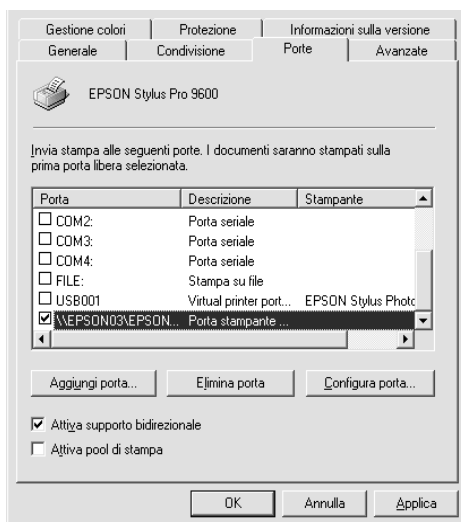 Gestione colori Protezione Informazioni sulla versione
Generale Condivisione Porte Avanzate
EPSON Stylus Pro 9600
Invia stampa alle seguenti porte. I documenti saranno stampati sulla
prima porta libera selezionata.
Porta Descrizione Stampante
COM2: Porta seriale
COM3: Porta seriale
COM4: Porta seriale
FILE: Stampa su file
USB001 Virtual printer port... EPSON Stylus Photo
\\EPSON03\EPSON... Porta stampante ...
Aggiungi porta... Elimina porta Configura porta...
Attiva supporto bidirezionale
Attiva pool di stampa
OK Annulla Applica